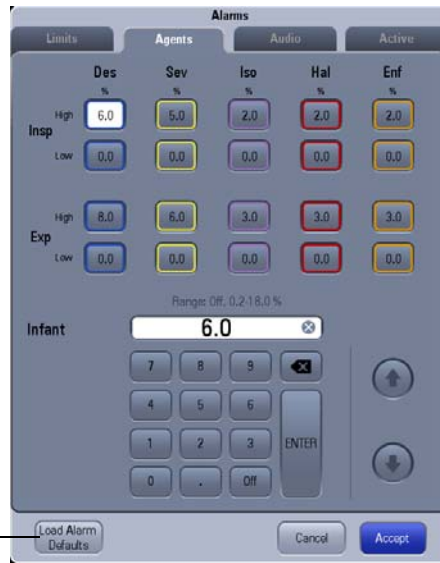 Alarms
Limits Agents Audio Active
Des Sev Iso Hal Enf
% % % % %
High 6.0 5.0 2.0 2.0 2.0
Insp
Low 0.0 0.0 0.0 0.0 0.0
High 8.0 6.0 3.0 3.0 3.0
Exp
Low 0.0 0.0 0.0 0.0 0.0
Range: Off, 0.2-18.0 %
Infant 6.0
7 8 9
4 5 6
1 2 3 ENTER
0 . Off
Load Alarm
Defaults Cancel Accept